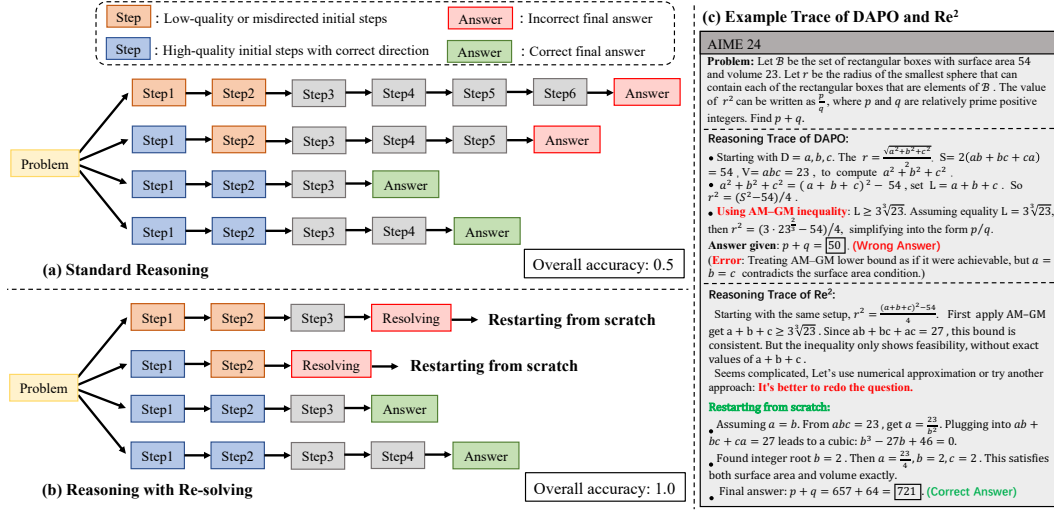 Step : Low-quality or misdirected initial steps
Answer : Incorrect final answer
Step : High-quality initial steps with correct direction
Answer : Correct final answer
Problem
Step1 Step2 Step3 Step4 Step5 Step6 Answer
Step1 Step2 Step3 Step4 Step5 Answer
Step1 Step2 Step3 Answer
Step1 Step2 Step3 Step4 Answer
(a) Standard Reasoning
Overall accuracy: 0.5
Problem
Step1 Step2 Step3 Resolving Restarting from scratch
Step1 Step2 Resolving Restarting from scratch
Step1 Step2 Step3 Answer
Step1 Step2 Step3 Step4 Answer
(b) Reasoning with Re-solving
Overall accuracy: 1.0
(c) Example Trace of DAPO and Re²
AIME 24
Problem: Let ℬ be the set of rectangular boxes with surface area 54
and volume 23. Let r be the radius of the smallest sphere that can
contain each of the rectangular boxes that are elements of ℬ . The value
of r² can be written as p/q, where p and q are relatively prime positive
integers. Find p + q.
Reasoning Trace of DAPO:
• Starting with D = a, b, c. The r = √(a²+b²+c²)/2. S= 2(ab + bc + ca)
= 54 , V= abc = 23 , to compute a² + b² + c² .
• a² + b² + c² = ( a + b + c)² − 54 , set L = a + b + c . So
r² = (S²−54)/4 .
• Using AM–GM inequality: L ≥ 3∛23. Assuming equality L = 3∛23,
then r² = (3 · 23^(2/3) − 54)/4, simplifying into the form p/q.
Answer given: p + q = 50 . (Wrong Answer)
(Error: Treating AM–GM lower bound as if it were achievable, but a =
b = c contradicts the surface area condition.)
Reasoning Trace of Re²:
Starting with the same setup, r² = ((a+b+c)²−54)/4. First apply AM–GM
get a + b + c ≥ 3∛23 . Since ab + bc + ac = 27 , this bound is
consistent. But the inequality only shows feasibility, without exact
values of a + b + c .
Seems complicated, Let's use numerical approximation or try another
approach: It's better to redo the question.
Restarting from scratch:
• Assuming a = b. From abc = 23 , get a = 23/b². Plugging into ab +
bc + ca = 27 leads to a cubic: b³ − 27b + 46 = 0.
• Found integer root b = 2 . Then a = 23/4, b = 2, c = 2 . This satisfies
both surface area and volume exactly.
• Final answer: p + q = 657 + 64 = 721 . (Correct Answer)